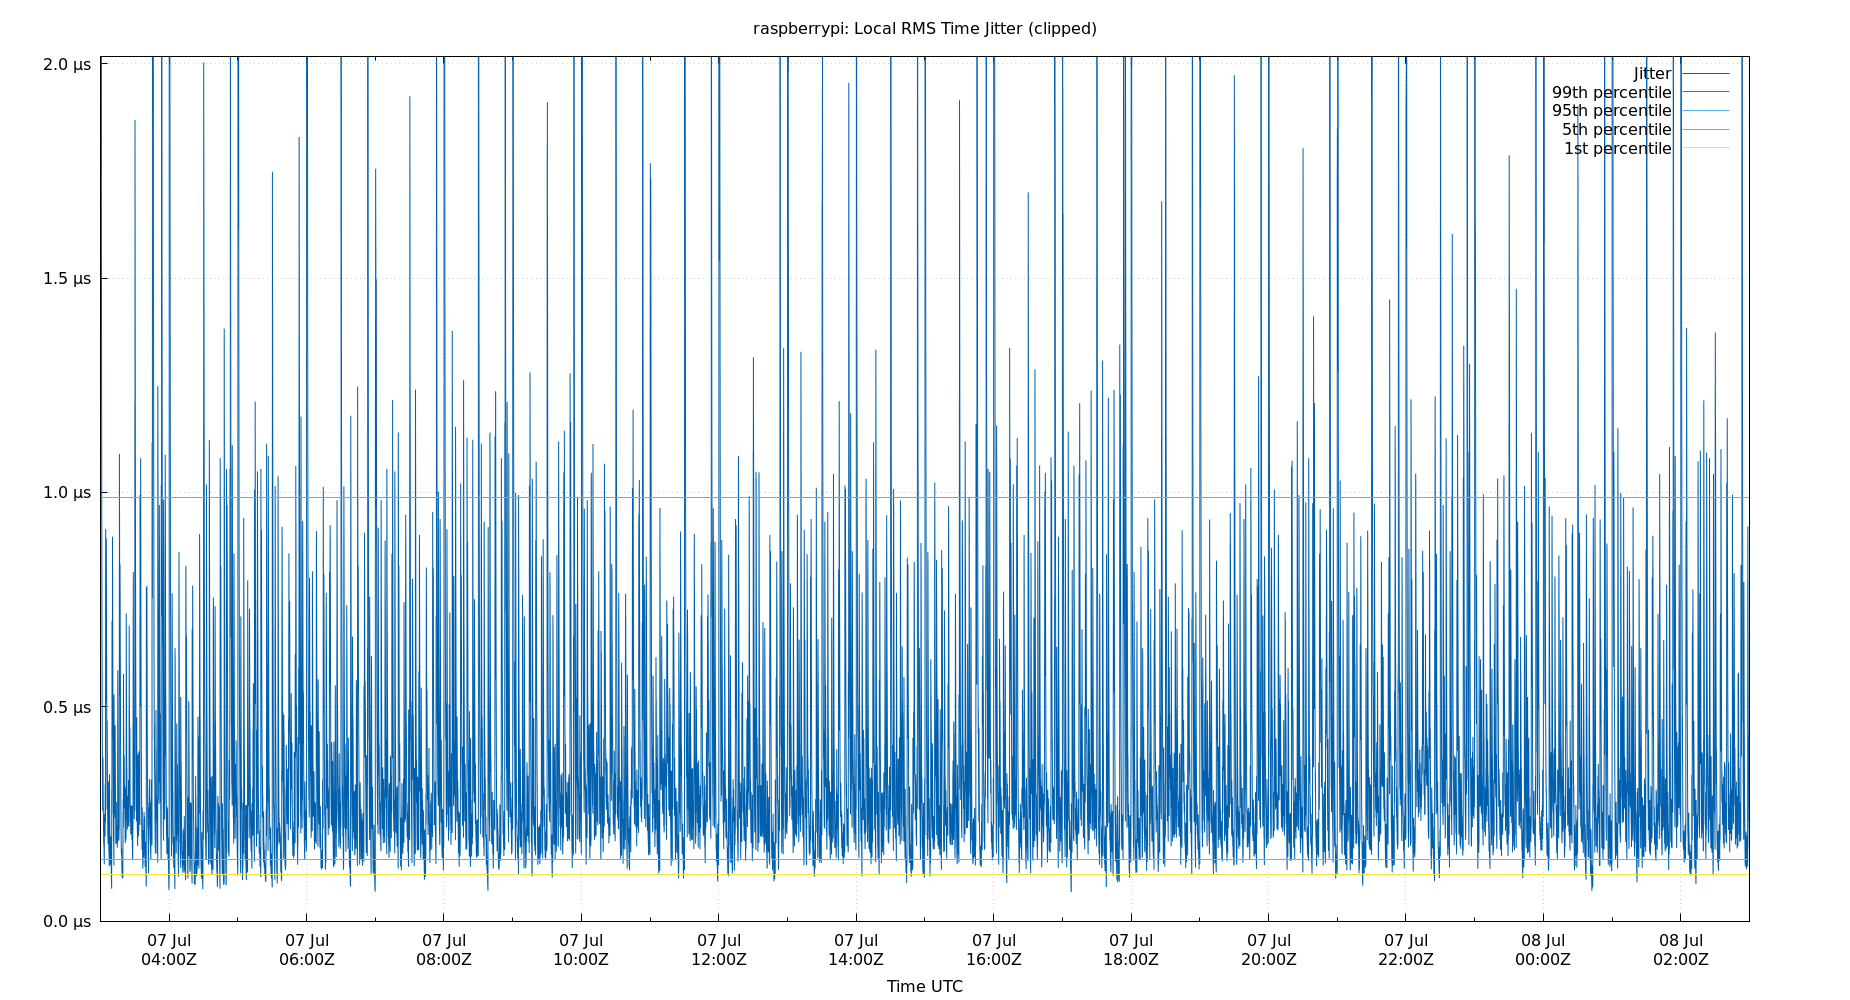 raspberrypi: Local RMS Time Jitter (clipped)
2.0 µs
1.5 µs
1.0 µs
0.5 µs
0.0 µs
Jitter
99th percentile
95th percentile
5th percentile
1st percentile
07 Jul 07 Jul 07 Jul 07 Jul 07 Jul 07 Jul 07 Jul 07 Jul 07 Jul 07 Jul 08 Jul 08 Jul
04:00Z 06:00Z 08:00Z 10:00Z 12:00Z 14:00Z 16:00Z 18:00Z 20:00Z 22:00Z 00:00Z 02:00Z
Time UTC